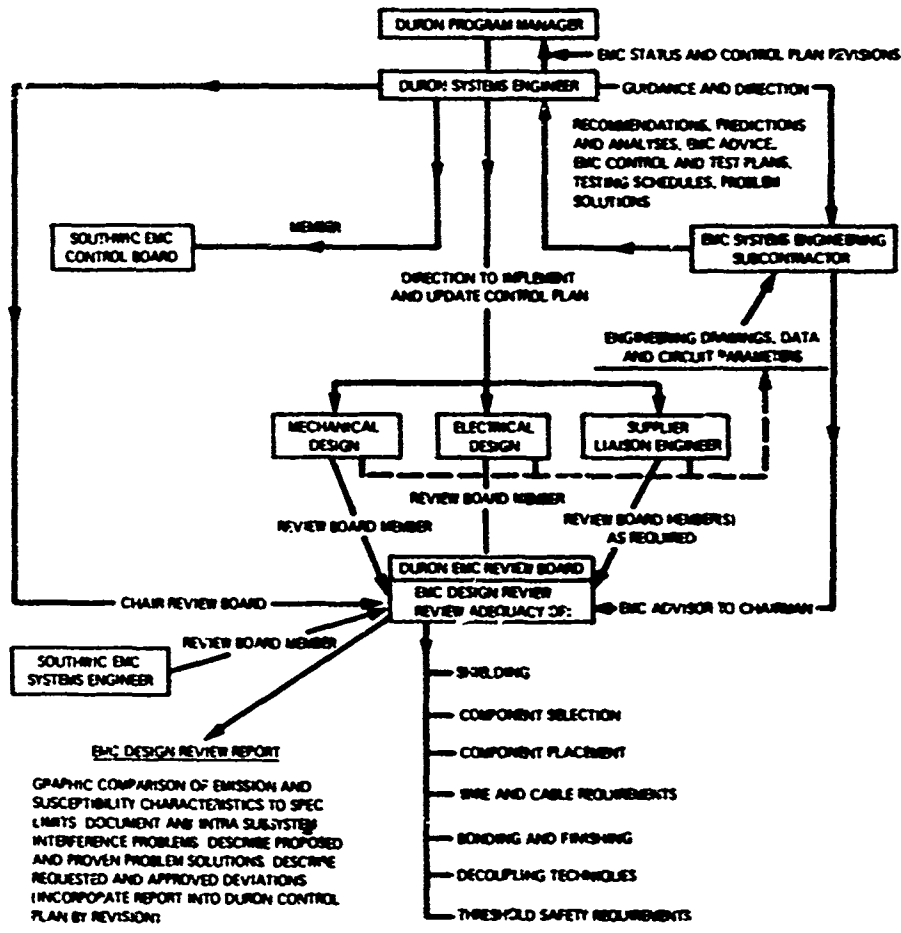 DURON PROGRAM MANAGER
EMC STATUS AND CONTROL PLAN REVISIONS
DURON SYSTEMS ENGINEER
GUIDANCE AND DIRECTION
RECOMMENDATIONS, PREDICTIONS
AND ANALYSES, EMC ADVICE,
EMC CONTROL AND TEST PLANS,
TESTING SCHEDULES, PROBLEM
SOLUTIONS
MEMBER
SOUTHWIC EMC
CONTROL BOARD
EMC SYSTEMS ENGINEERING
SUBCONTRACTOR
DIRECTION TO IMPLEMENT
AND UPDATE CONTROL PLAN
ENGINEERING DRAWINGS, DATA
AND CIRCUIT PARAMETERS
MECHANICAL
DESIGN
ELECTRICAL
DESIGN
SUPPLIER
LIAISON ENGINEER
REVIEW BOARD MEMBER
REVIEW BOARD MEMBER
REVIEW BOARD MEMBER(S)
AS REQUIRED
DURON EMC REVIEW BOARD
EMC DESIGN REVIEW
REVIEW ADEQUACY OF:
CHAIR REVIEW BOARD
EMC ADVISOR TO CHAIRMAN
REVIEW BOARD MEMBER
SOUTHWIC EMC
SYSTEMS ENGINEER
SHIELDING
COMPONENT SELECTION
COMPONENT PLACEMENT
WIRE AND CABLE REQUIREMENTS
BONDING AND FINISHING
DECOUPLING TECHNIQUES
THRESHOLD SAFETY REQUIREMENTS
EMC DESIGN REVIEW REPORT
GRAPHIC COMPARISON OF EMISSION AND
SUSCEPTIBILITY CHARACTERISTICS TO SPEC
LIMITS. DOCUMENT ANY INTRA SUBSYSTEM
INTERFERENCE PROBLEMS. DESCRIBE PROPOSED
AND PROVEN PROBLEM SOLUTIONS. DESCRIBE
REQUESTED AND APPROVED DEVIATIONS
(INCORPORATE REPORT INTO DURON CONTROL
PLAN BY REVISION)